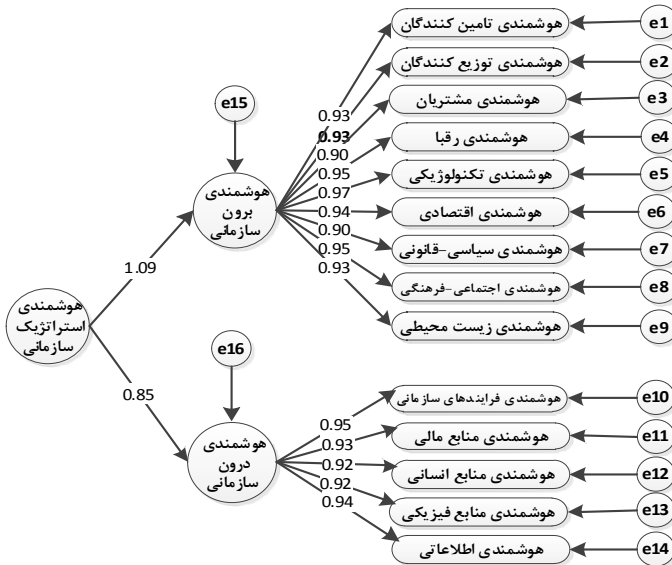 هوشمندی تامین کنندگان
e1
هوشمندی توزیع کنندگان
e2
هوشمندی مشتریان
e3
هوشمندی رقبا
e4
هوشمندی تکنولوژیکی
e5
هوشمندی اقتصادی
e6
هوشمندی سیاسی-قانونی
e7
هوشمندی اجتماعی-فرهنگی
e8
هوشمندی زیست محیطی
e9
0.93
0.93
0.90
0.95
0.97
0.94
0.90
0.95
0.93
e15
هوشمندی
برون
سازمانی
1.09
هوشمندی
استراتژیک
سازمانی
0.85
e16
هوشمندی
درون
سازمانی
0.95
0.93
0.92
0.92
0.94
هوشمندی فرایندهای سازمانی
e10
هوشمندی منابع مالی
e11
هوشمندی منابع انسانی
e12
هوشمندی منابع فیزیکی
e13
هوشمندی اطلاعاتی
e14